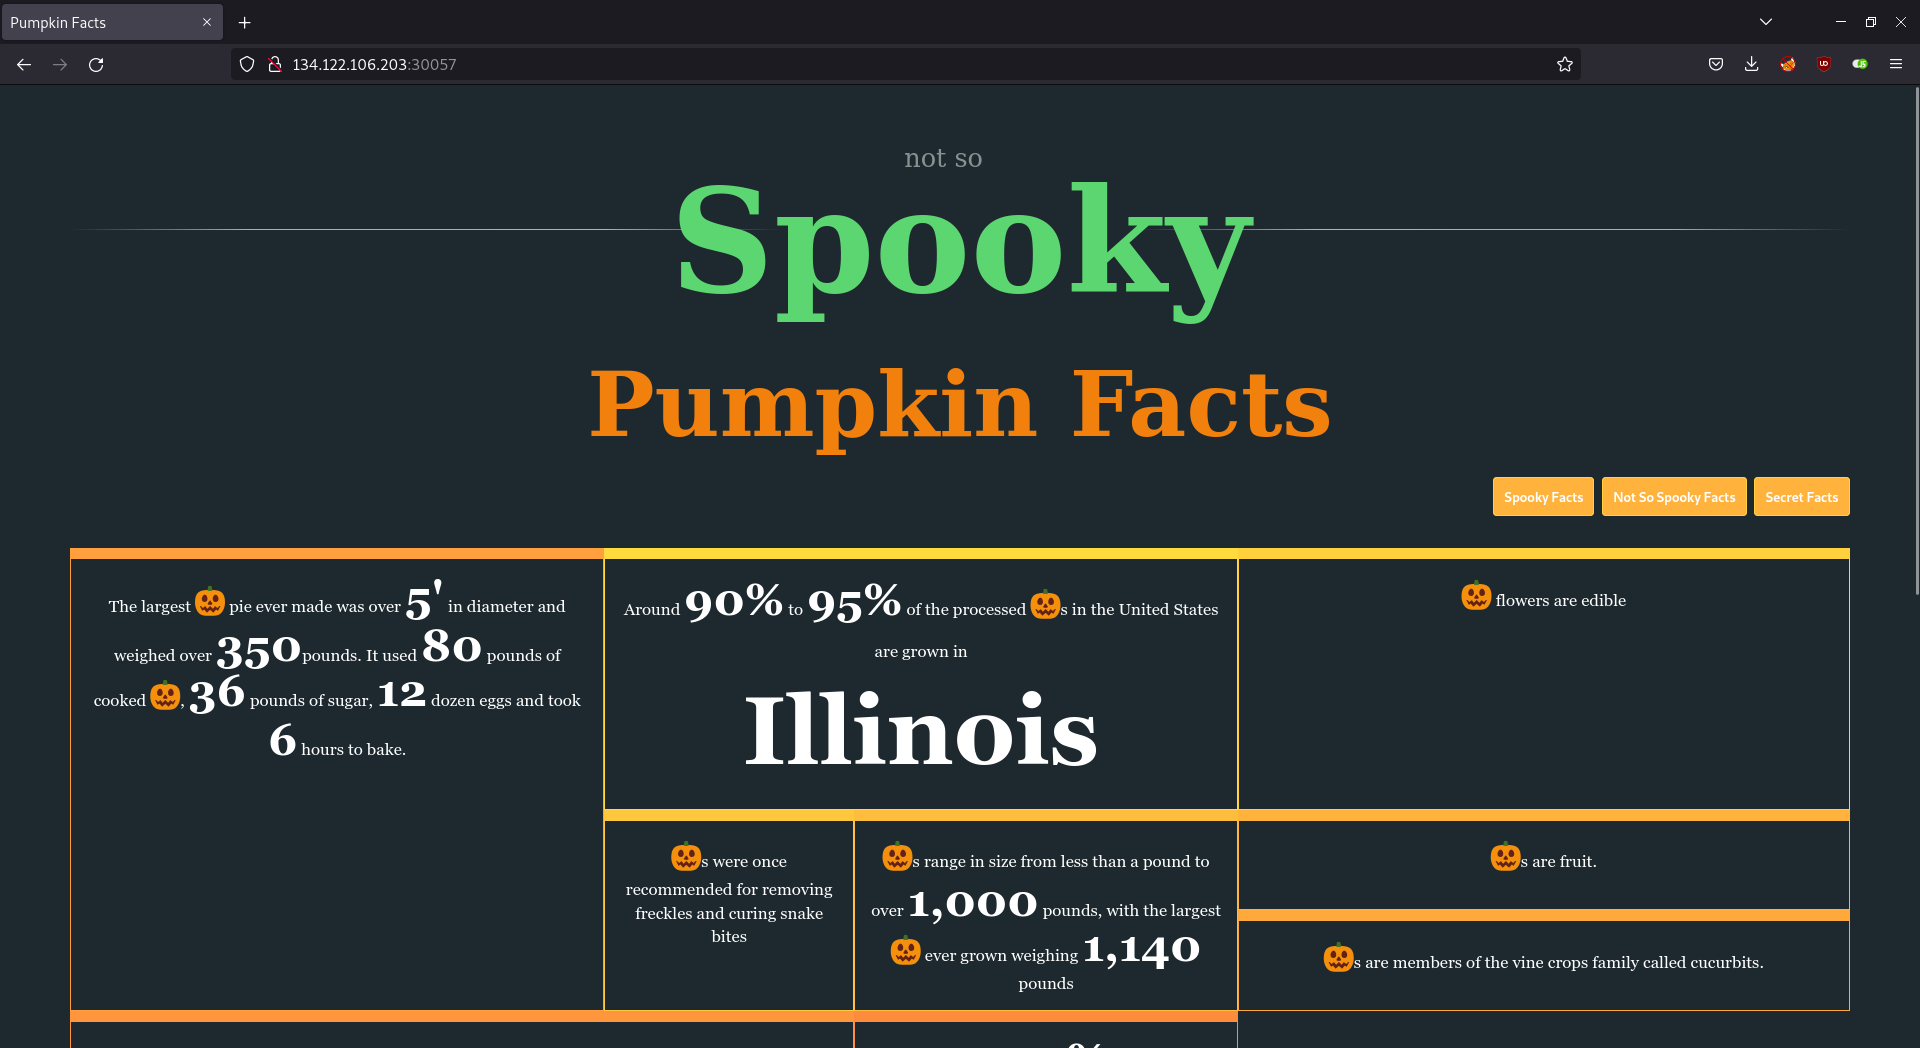 Pumpkin Facts
134.122.106.203:30057
not so
Spooky
Pumpkin Facts
Spooky Facts
Not So Spooky Facts
Secret Facts
The largest 🎃 pie ever made was over 5' in diameter and
weighed over 350 pounds. It used 80 pounds of
cooked 🎃, 36 pounds of sugar, 12 dozen eggs and took
6 hours to bake.
Around 90% to 95% of the processed 🎃s in the United States
are grown in
Illinois
🎃 flowers are edible
🎃s were once
recommended for removing
freckles and curing snake
bites
🎃s range in size from less than a pound to
over 1,000 pounds, with the largest
🎃 ever grown weighing 1,140
pounds
🎃s are fruit.
🎃s are members of the vine crops family called cucurbits.